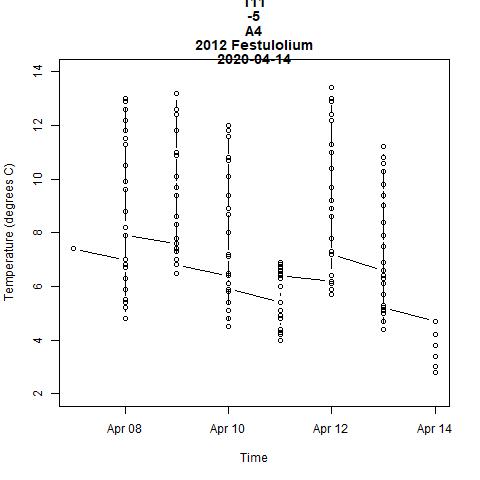 111
-5
A4
2012 Festulolium
2020-04-14
Temperature (degrees C)
14
12
10
8
6
4
2
Apr 08
Apr 10
Apr 12
Apr 14
Time